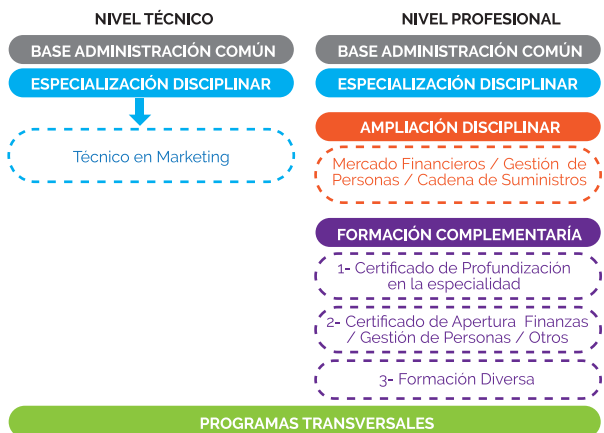 NIVEL TÉCNICO
BASE ADMINISTRACIÓN COMÚN
ESPECIALIZACIÓN DISCIPLINAR
Técnico en Marketing
NIVEL PROFESIONAL
BASE ADMINISTRACIÓN COMÚN
ESPECIALIZACIÓN DISCIPLINAR
AMPLIACIÓN DISCIPLINAR
Mercado Financieros / Gestión de
Personas / Cadena de Suministros
FORMACIÓN COMPLEMENTARÍA
1- Certificado de Profundización
en la especialidad
2- Certificado de Apertura Finanzas
/ Gestión de Personas / Otros
3- Formación Diversa
PROGRAMAS TRANSVERSALES